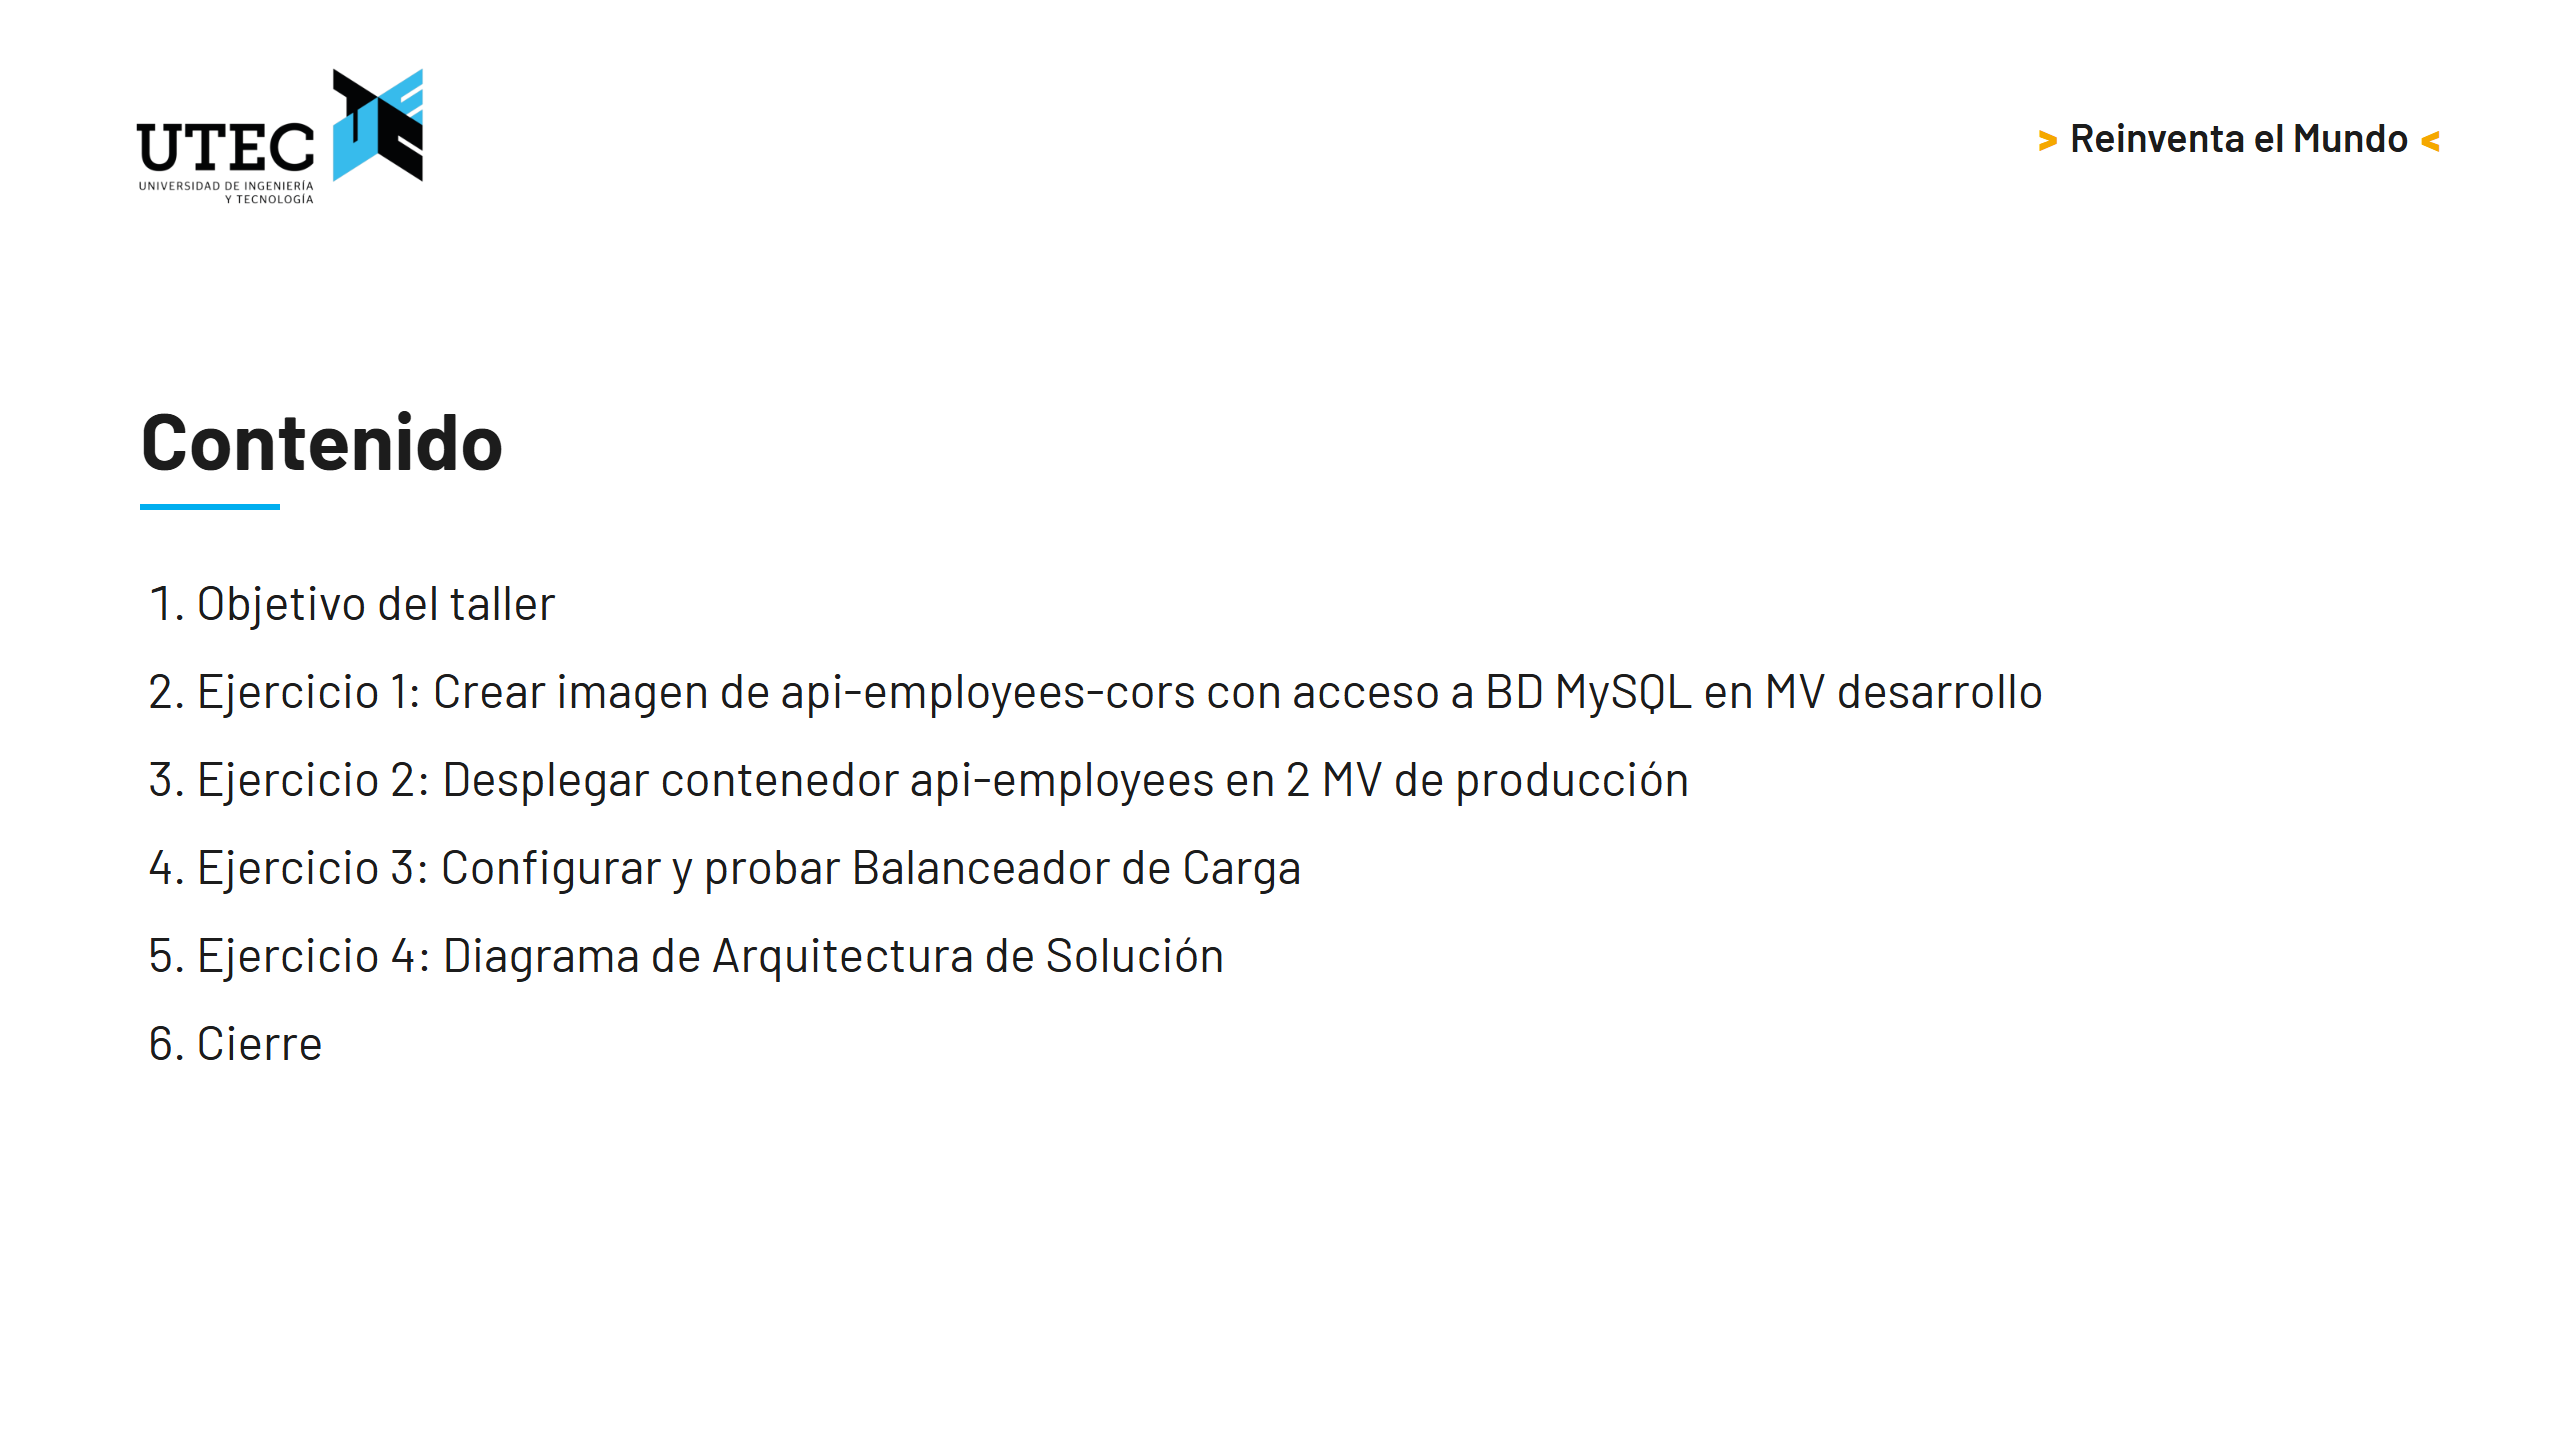 UTEC
UNIVERSIDAD DE INGENIERÍA
Y TECNOLOGÍA
> Reinventa el Mundo <
Contenido
1. Objetivo del taller
2. Ejercicio 1: Crear imagen de api-employees-cors con acceso a BD MySQL en MV desarrollo
3. Ejercicio 2: Desplegar contenedor api-employees en 2 MV de producción
4. Ejercicio 3: Configurar y probar Balanceador de Carga
5. Ejercicio 4: Diagrama de Arquitectura de Solución
6. Cierre